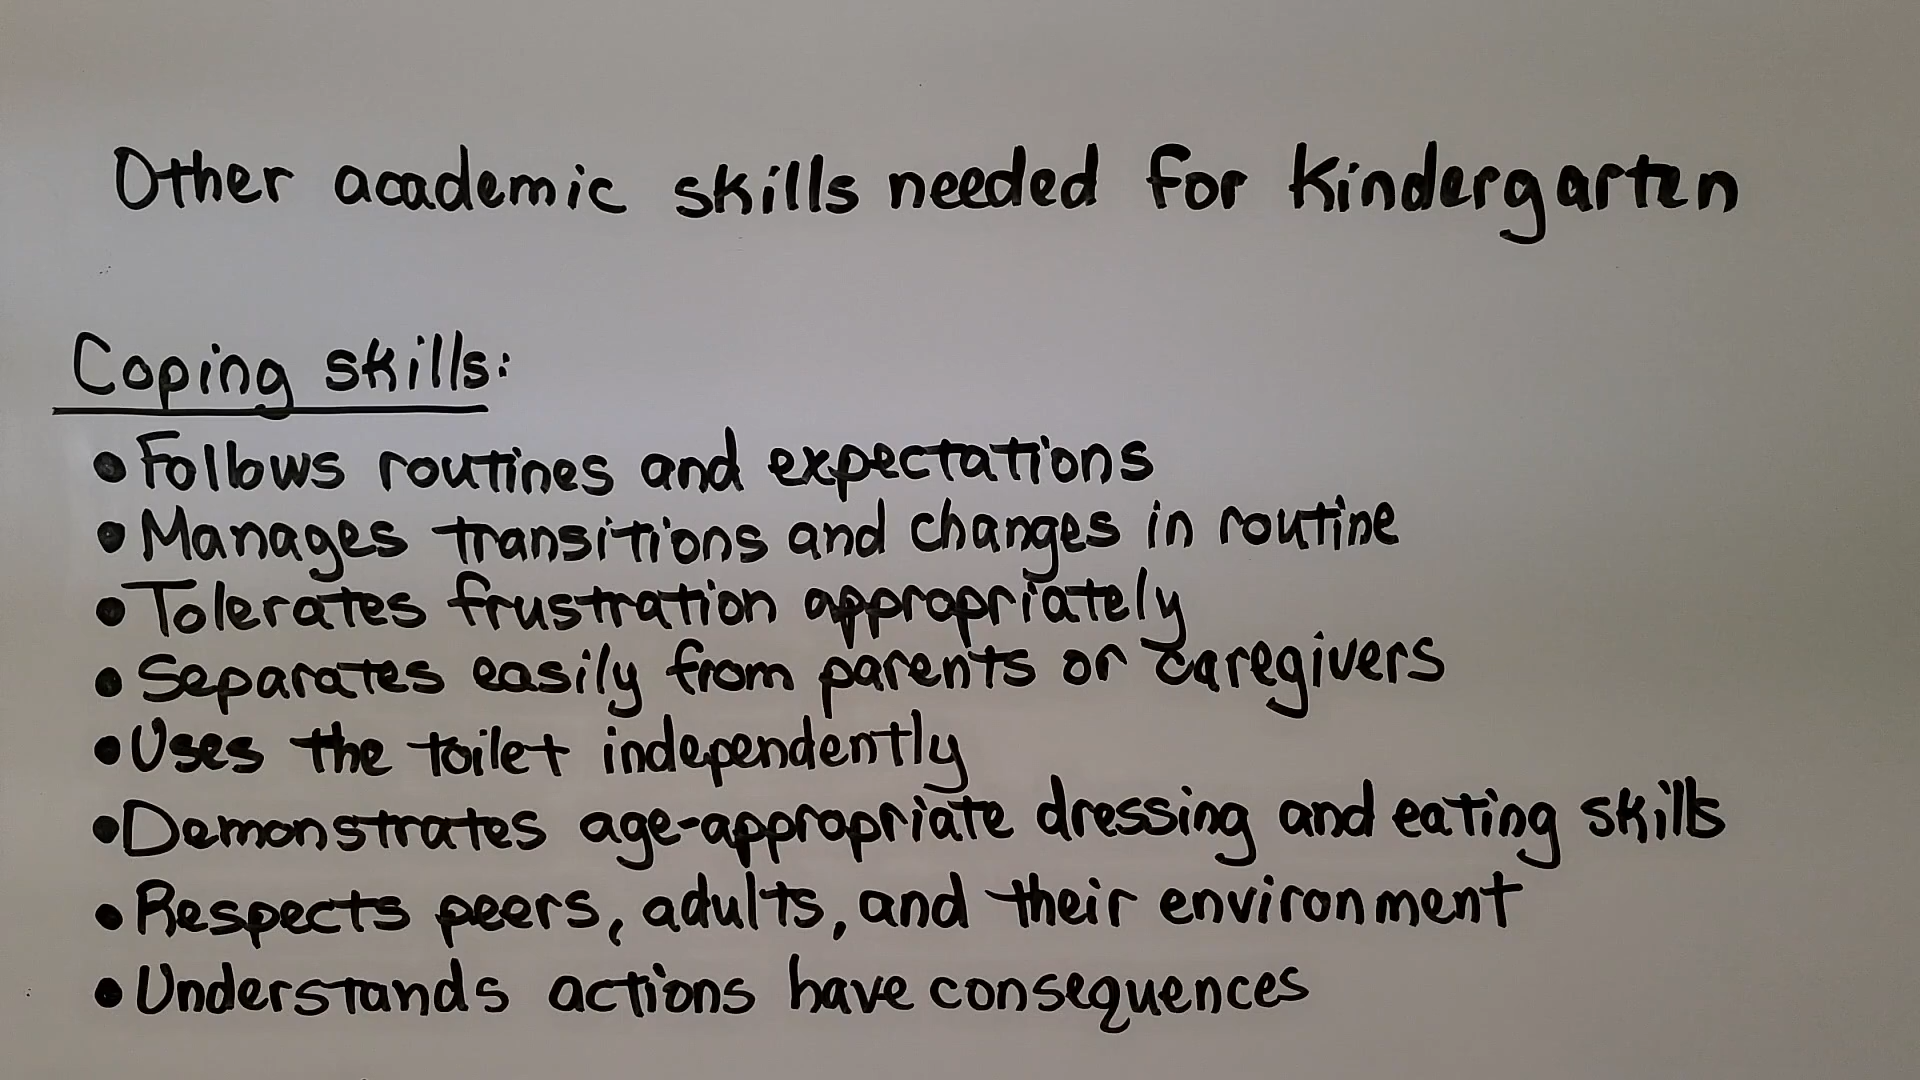 Other academic skills needed for kindergarten
Coping skills:
• Follows routines and expectations
• Manages transitions and changes in routine
• Tolerates frustration appropriately
• Separates easily from parents or caregivers
• Uses the toilet independently
• Demonstrates age-appropriate dressing and eating skills
• Respects peers, adults, and their environment
• Understands actions have consequences